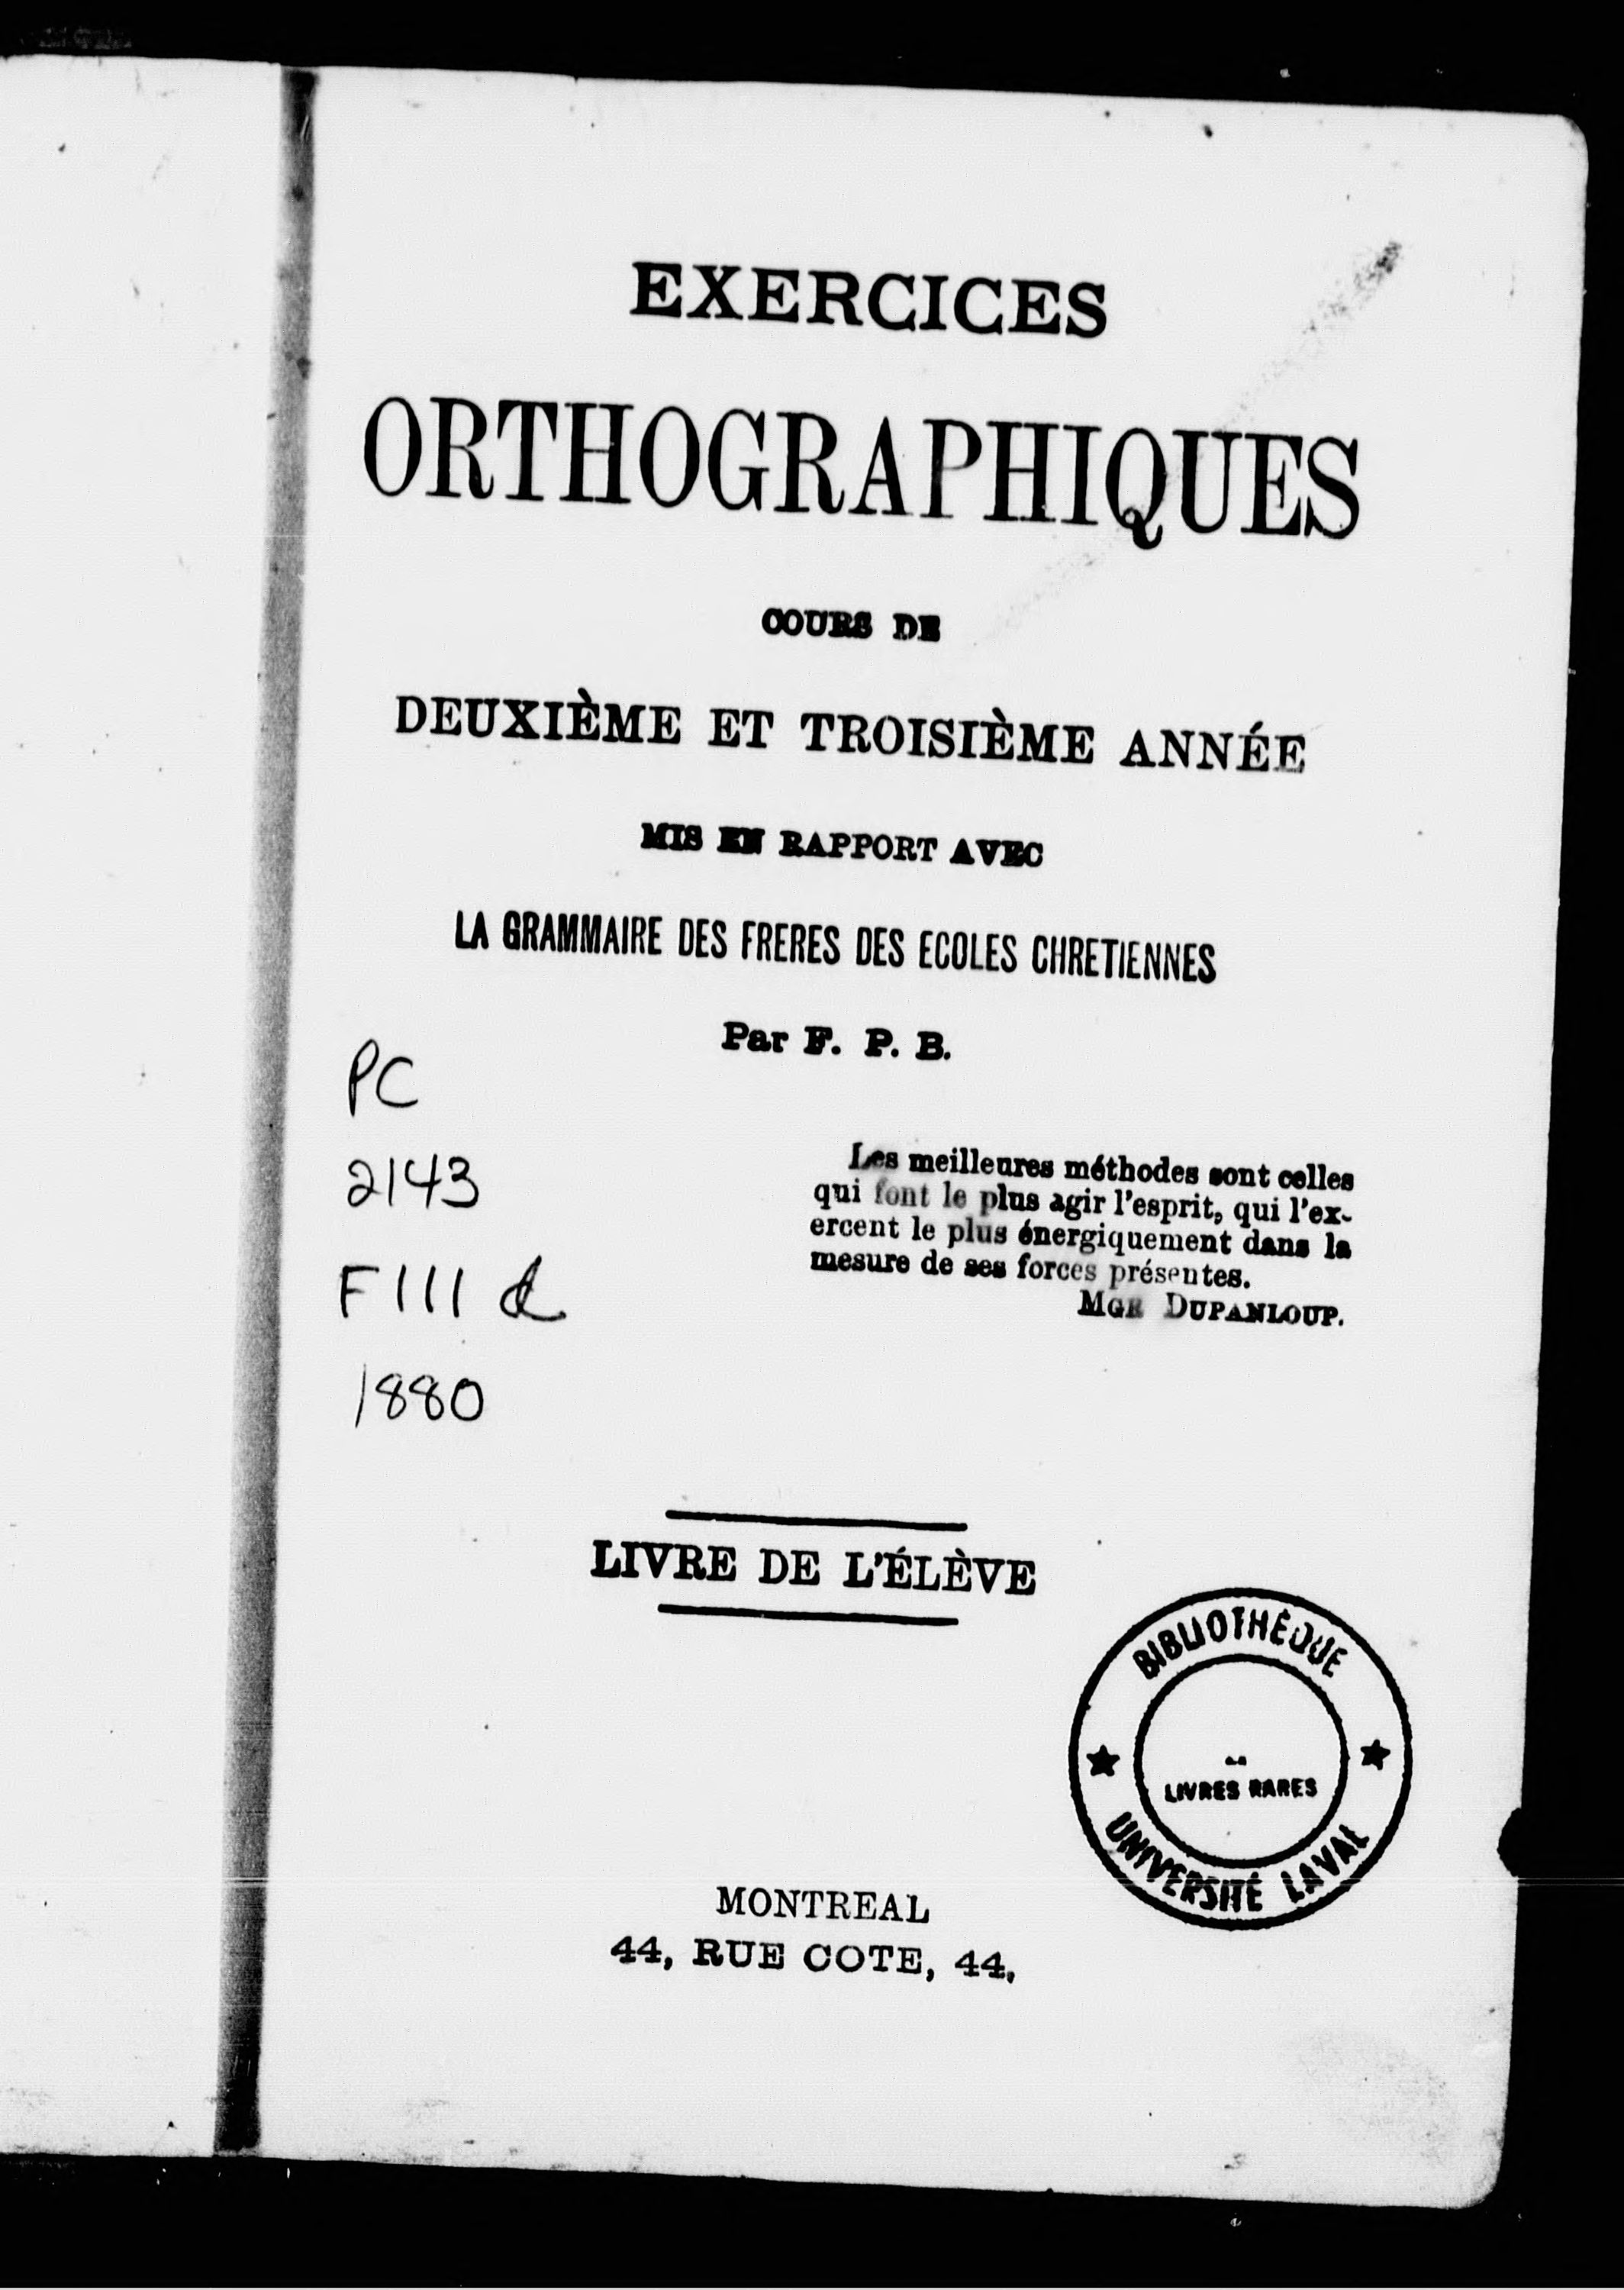 EXERCICES
ORTHOGRAPHIQUES
COURS DE
DEUXIÈME ET TROISIÈME ANNÉE
MIS EN RAPPORT AVEC
LA GRAMMAIRE DES FRERES DES ECOLES CHRETIENNES
Par F. P. B.
PC
2143
F111
1880
Les meilleures méthodes sont celles
qui font le plus agir l'esprit, qui l'ex-
ercent le plus énergiquement dans la
mesure de ses forces présentes.
MGR DUPANLOUP.
LIVRE DE L'ÉLÈVE
BIBLIOTHÈQUE
LIVRES RARES
UNIVERSITÉ LAVAL
MONTREAL
44, RUE COTE, 44,